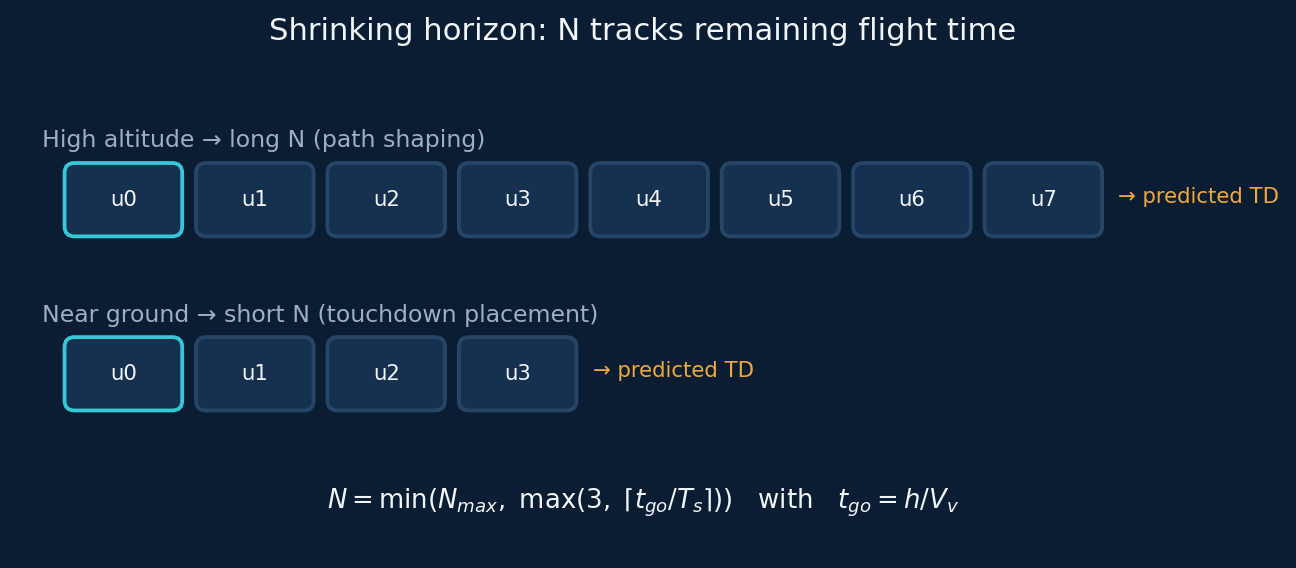 Shrinking horizon: N tracks remaining flight time
High altitude → long N (path shaping)
u0 u1 u2 u3 u4 u5 u6 u7 → predicted TD
Near ground → short N (touchdown placement)
u0 u1 u2 u3 → predicted TD
N = min(N_max, max(3, ⌈t_go/T_s⌉)) with t_go = h/V_v